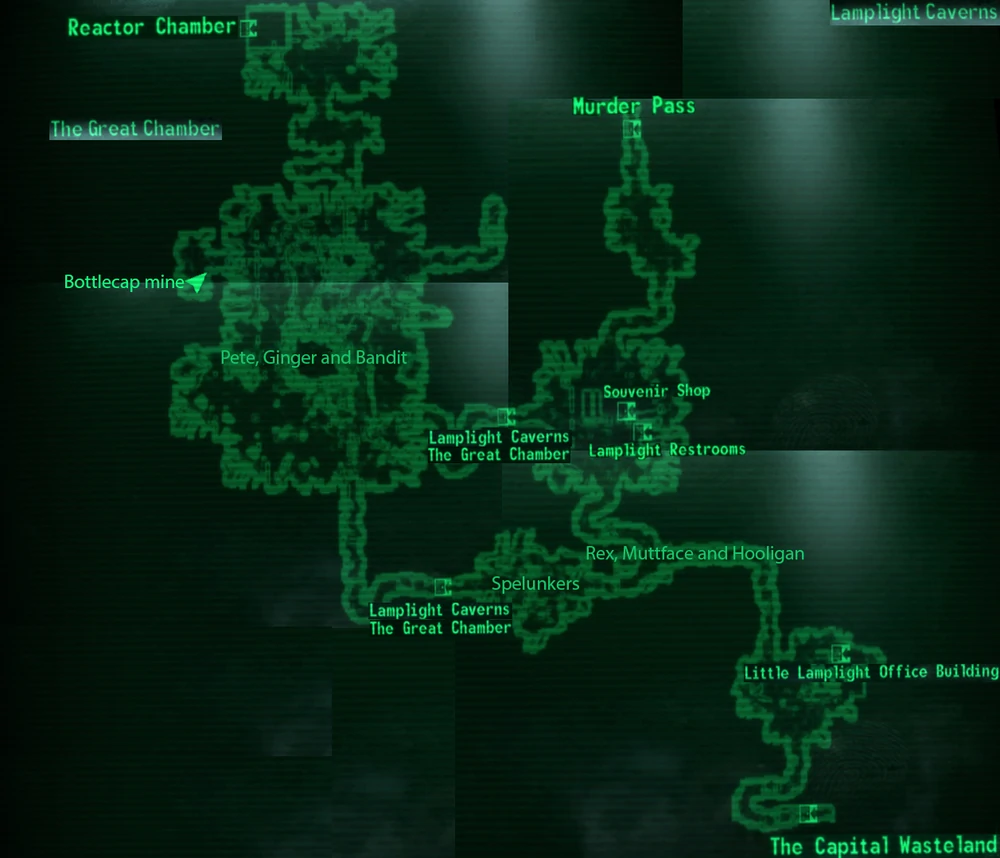 Lamplight Caverns
Reactor Chamber
Murder Pass
The Great Chamber
Bottlecap mine
Pete, Ginger and Bandit
Souvenir Shop
Lamplight Caverns
The Great Chamber
Lamplight Restrooms
Rex, Muttface and Hooligan
Spelunkers
Lamplight Caverns
The Great Chamber
Little Lamplight Office Building
The Capital Wasteland